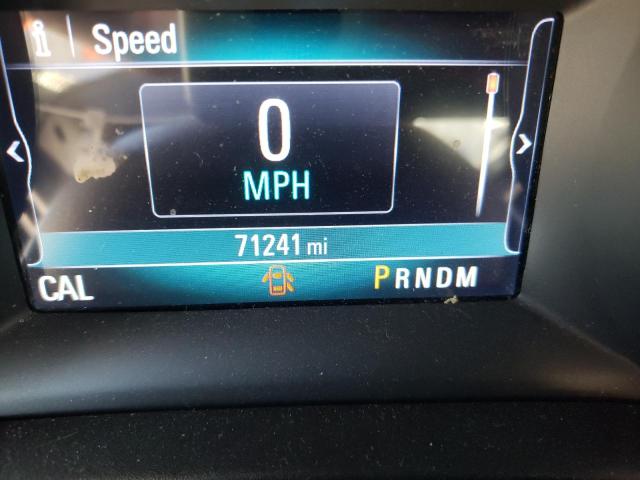 i | Speed
0
MPH
71241 mi
CAL PRNDM